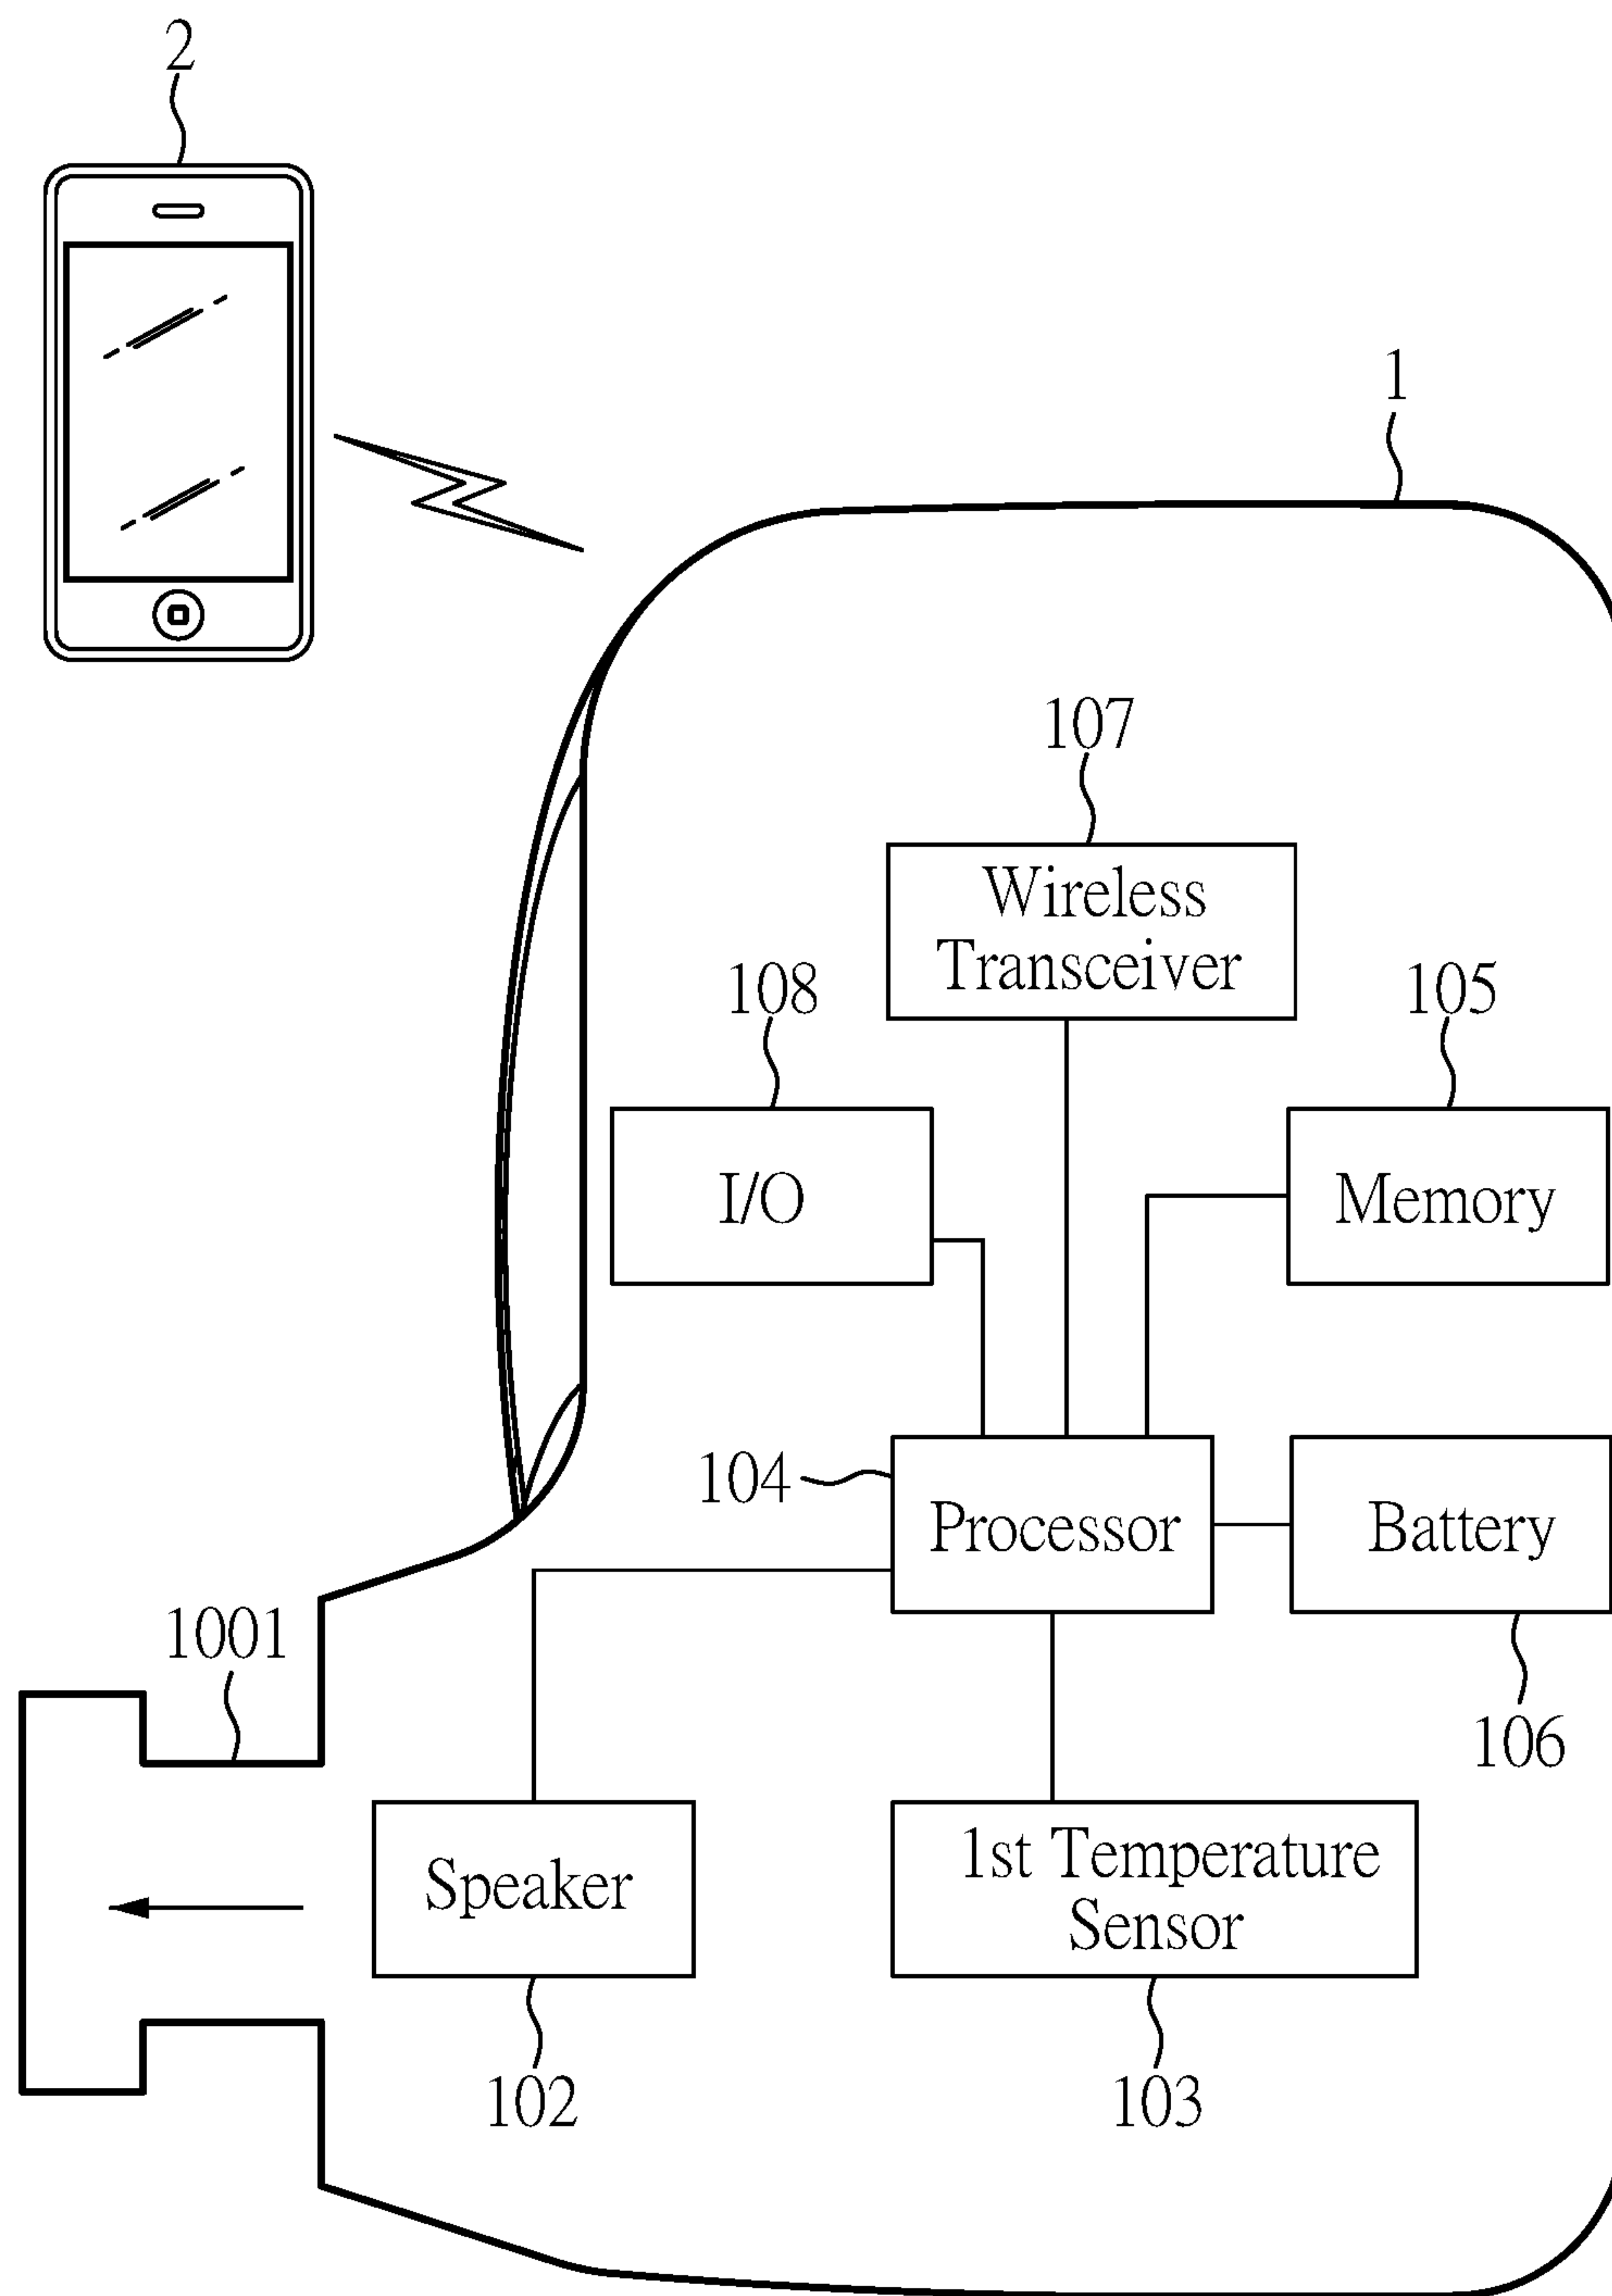 2
1
107
Wireless
Transceiver
108
105
I/O
Memory
104
Processor
Battery
1001
106
Speaker
1st Temperature
Sensor
102
103